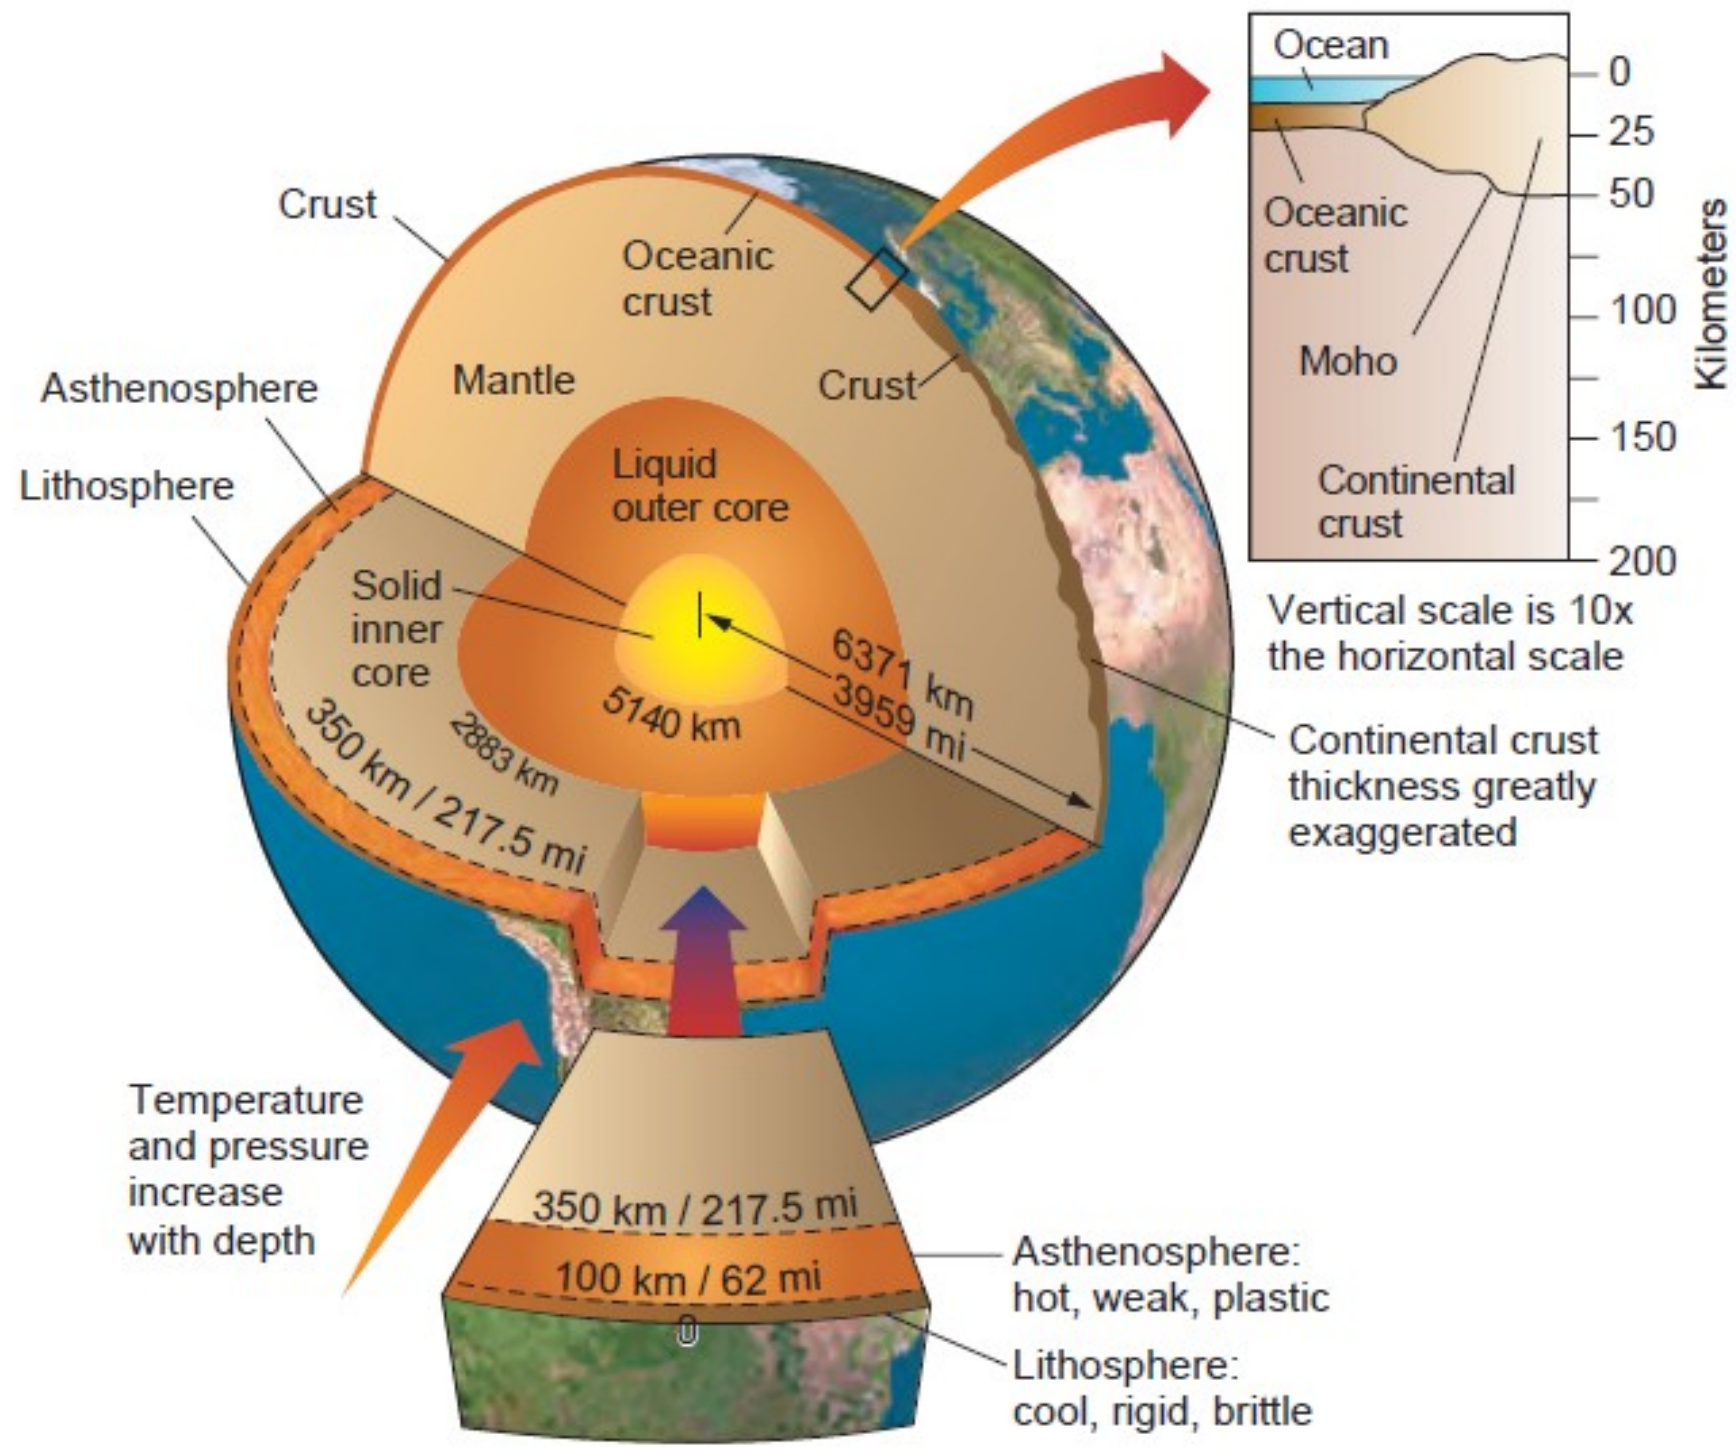 Ocean
0
25
50
100
150
200
Kilometers
Oceanic
crust
Moho
Continental
crust
Vertical scale is 10x
the horizontal scale
Crust
Oceanic
crust
Mantle
Crust
Asthenosphere
Lithosphere
Liquid
outer core
Solid
inner
core
6371 km
3959 mi
5140 km
2883 km
350 km / 217.5 mi
Continental crust
thickness greatly
exaggerated
Temperature
and pressure
increase
with depth
350 km / 217.5 mi
100 km / 62 mi
0
Asthenosphere:
hot, weak, plastic
Lithosphere:
cool, rigid, brittle